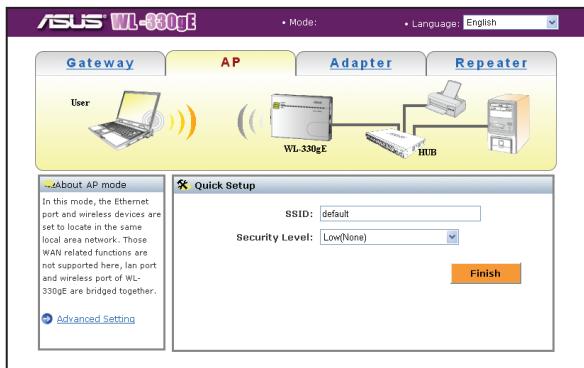 ASUS WL-330gE
• Mode:
• Language: English
Gateway
AP
Adapter
Repeater
User
WL-330gE
HUB
About AP mode
In this mode, the Ethernet
port and wireless devices are
set to locate in the same
local area network. Those
WAN related functions are
not supported here, lan port
and wireless port of WL-
330gE are bridged together.
Advanced Setting
Quick Setup
SSID: default
Security Level: Low(None)
Finish